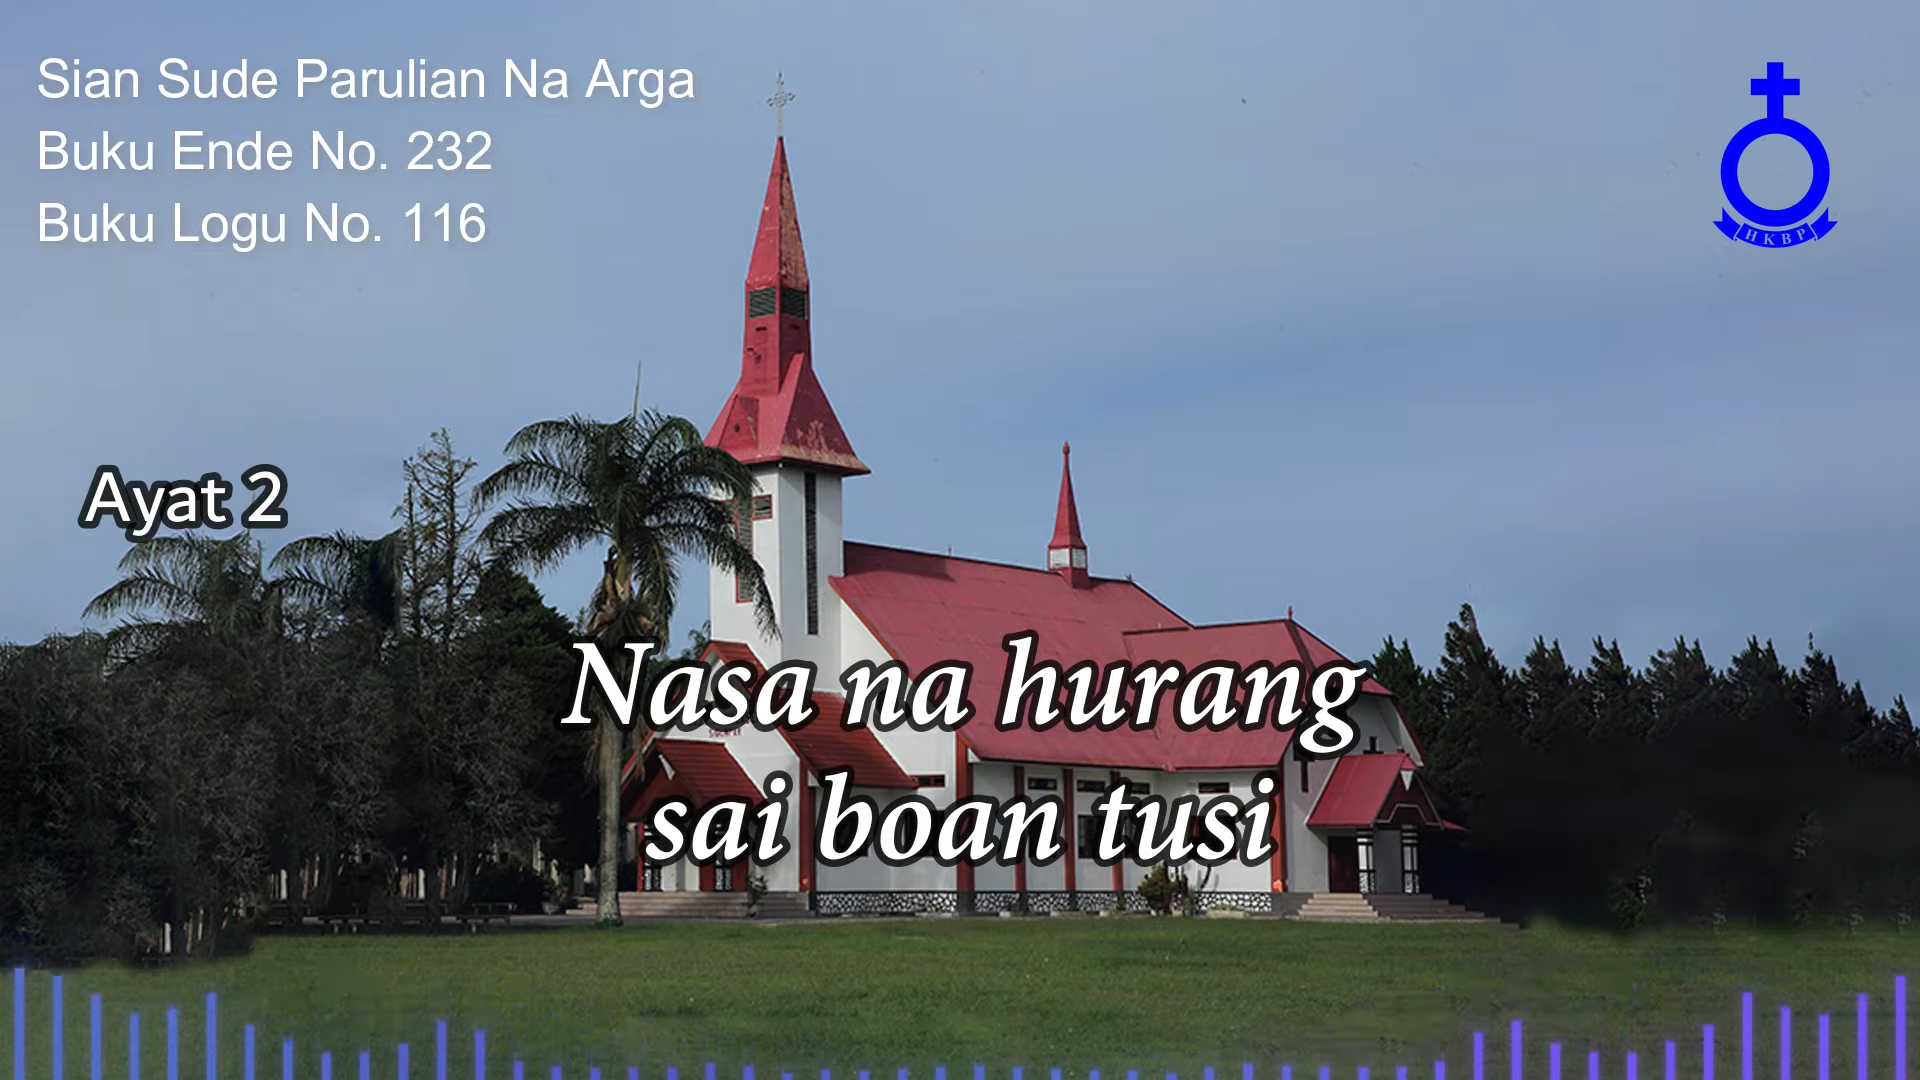 Sian Sude Parulian Na Arga
Buku Ende No. 232
Buku Logu No. 116
HKBP
Ayat 2
Nasa na hurang
sai boan tusi